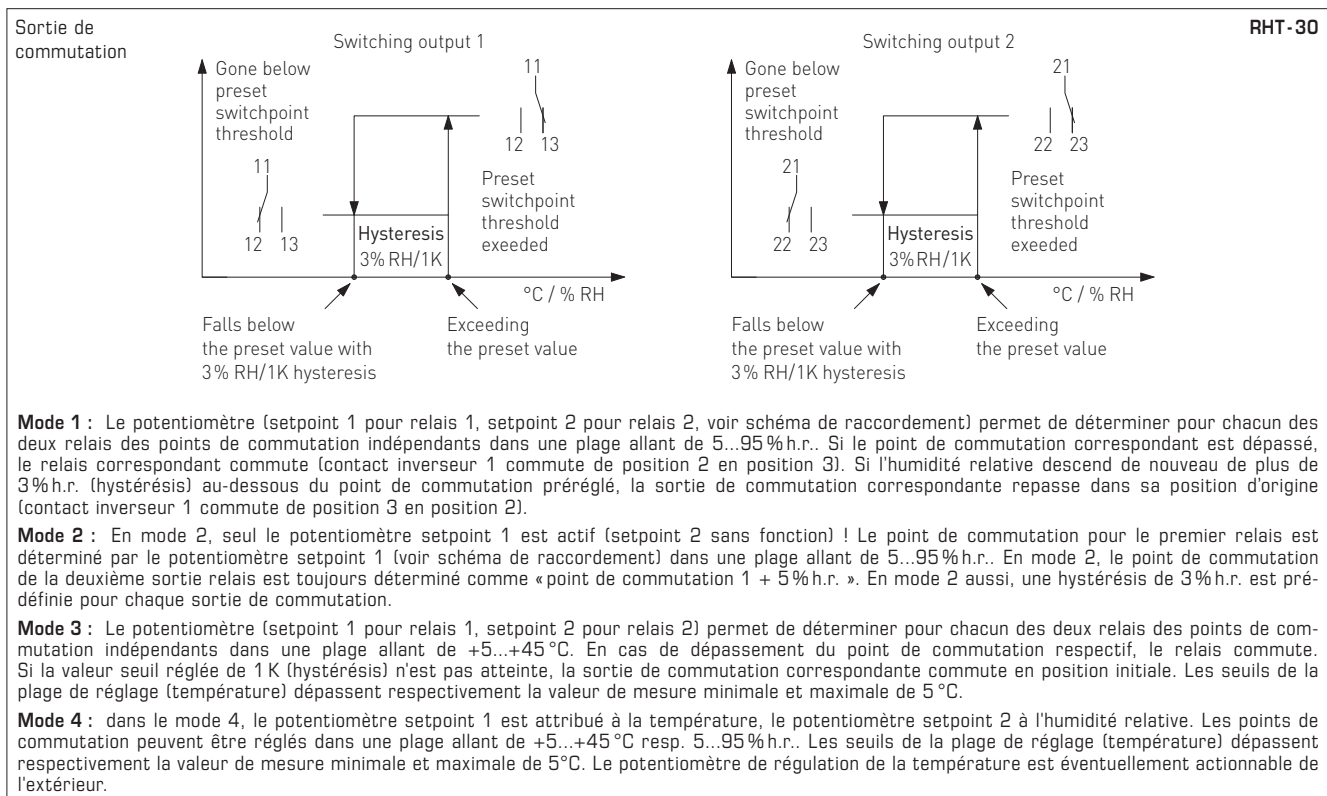 Sortie de
commutation
RHT-30
Switching output 1
Gone below
preset
switchpoint
threshold
11
12 13
11
12 13
Preset
switchpoint
threshold
exeeded
Hysteresis
3% RH/1K
°C / % RH
Falls below
the preset value with
3% RH/1K hysteresis
Exceeding
the preset value
Switching output 2
Gone below
preset
switchpoint
threshold
21
22 23
21
22 23
Preset
switchpoint
threshold
exeeded
Hysteresis
3%RH/1K
°C / % RH
Falls below
the preset value with
3% RH/1K hysteresis
Exceeding
the preset value
Mode 1 : Le potentiomètre (setpoint 1 pour relais 1, setpoint 2 pour relais 2, voir schéma de raccordement) permet de déterminer pour chacun des
deux relais des points de commutation indépendants dans une plage allant de 5...95 % h.r.. Si le point de commutation correspondant est dépassé,
le relais correspondant commute (contact inverseur 1 commute de position 2 en position 3). Si l'humidité relative descend de nouveau de plus de
3 % h.r. (hystérésis) au-dessous du point de commutation préréglé, la sortie de commutation correspondante repasse dans sa position d'origine
(contact inverseur 1 commute de position 3 en position 2).
Mode 2 : En mode 2, seul le potentiomètre setpoint 1 est actif (setpoint 2 sans fonction) ! Le point de commutation pour le premier relais est
déterminé par le potentiomètre setpoint 1 (voir schéma de raccordement) dans une plage allant de 5...95 % h.r.. En mode 2, le point de commutation
de la deuxième sortie relais est toujours déterminé comme « point de commutation 1 + 5 % h.r. ». En mode 2 aussi, une hystérésis de 3 % h.r. est pré-
définie pour chaque sortie de commutation.
Mode 3 : Le potentiomètre (setpoint 1 pour relais 1, setpoint 2 pour relais 2) permet de déterminer pour chacun des deux relais des points de com-
mutation indépendants dans une plage allant de +5...+45 °C. En cas de dépassement du point de commutation respectif, le relais commute.
Si la valeur seuil réglée de 1 K (hystérésis) n'est pas atteinte, la sortie de commutation correspondante commute en position initiale. Les seuils de la
plage de réglage (température) dépassent respectivement la valeur de mesure minimale et maximale de 5 °C.
Mode 4 : dans le mode 4, le potentiomètre setpoint 1 est attribué à la température, le potentiomètre setpoint 2 à l'humidité relative. Les points de
commutation peuvent être réglés dans une plage allant de +5...+45 °C resp. 5...95 % h.r.. Les seuils de la plage de réglage (température) dépassent
respectivement la valeur de mesure minimale et maximale de 5°C. Le potentiomètre de régulation de la température est éventuellement actionnable de
l'extérieur.